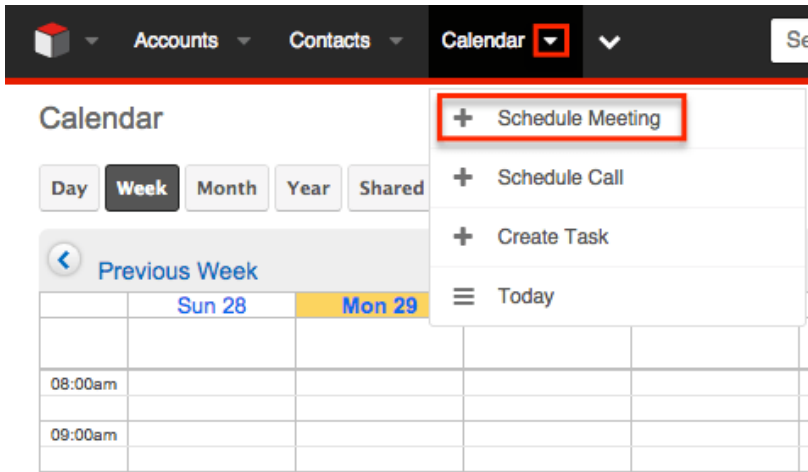 Accounts Contacts Calendar Se
Calendar
Schedule Meeting
Day Week Month Year Shared
Schedule Call
Create Task
Previous Week
Today
Sun 28 Mon 29
08:00am
09:00am